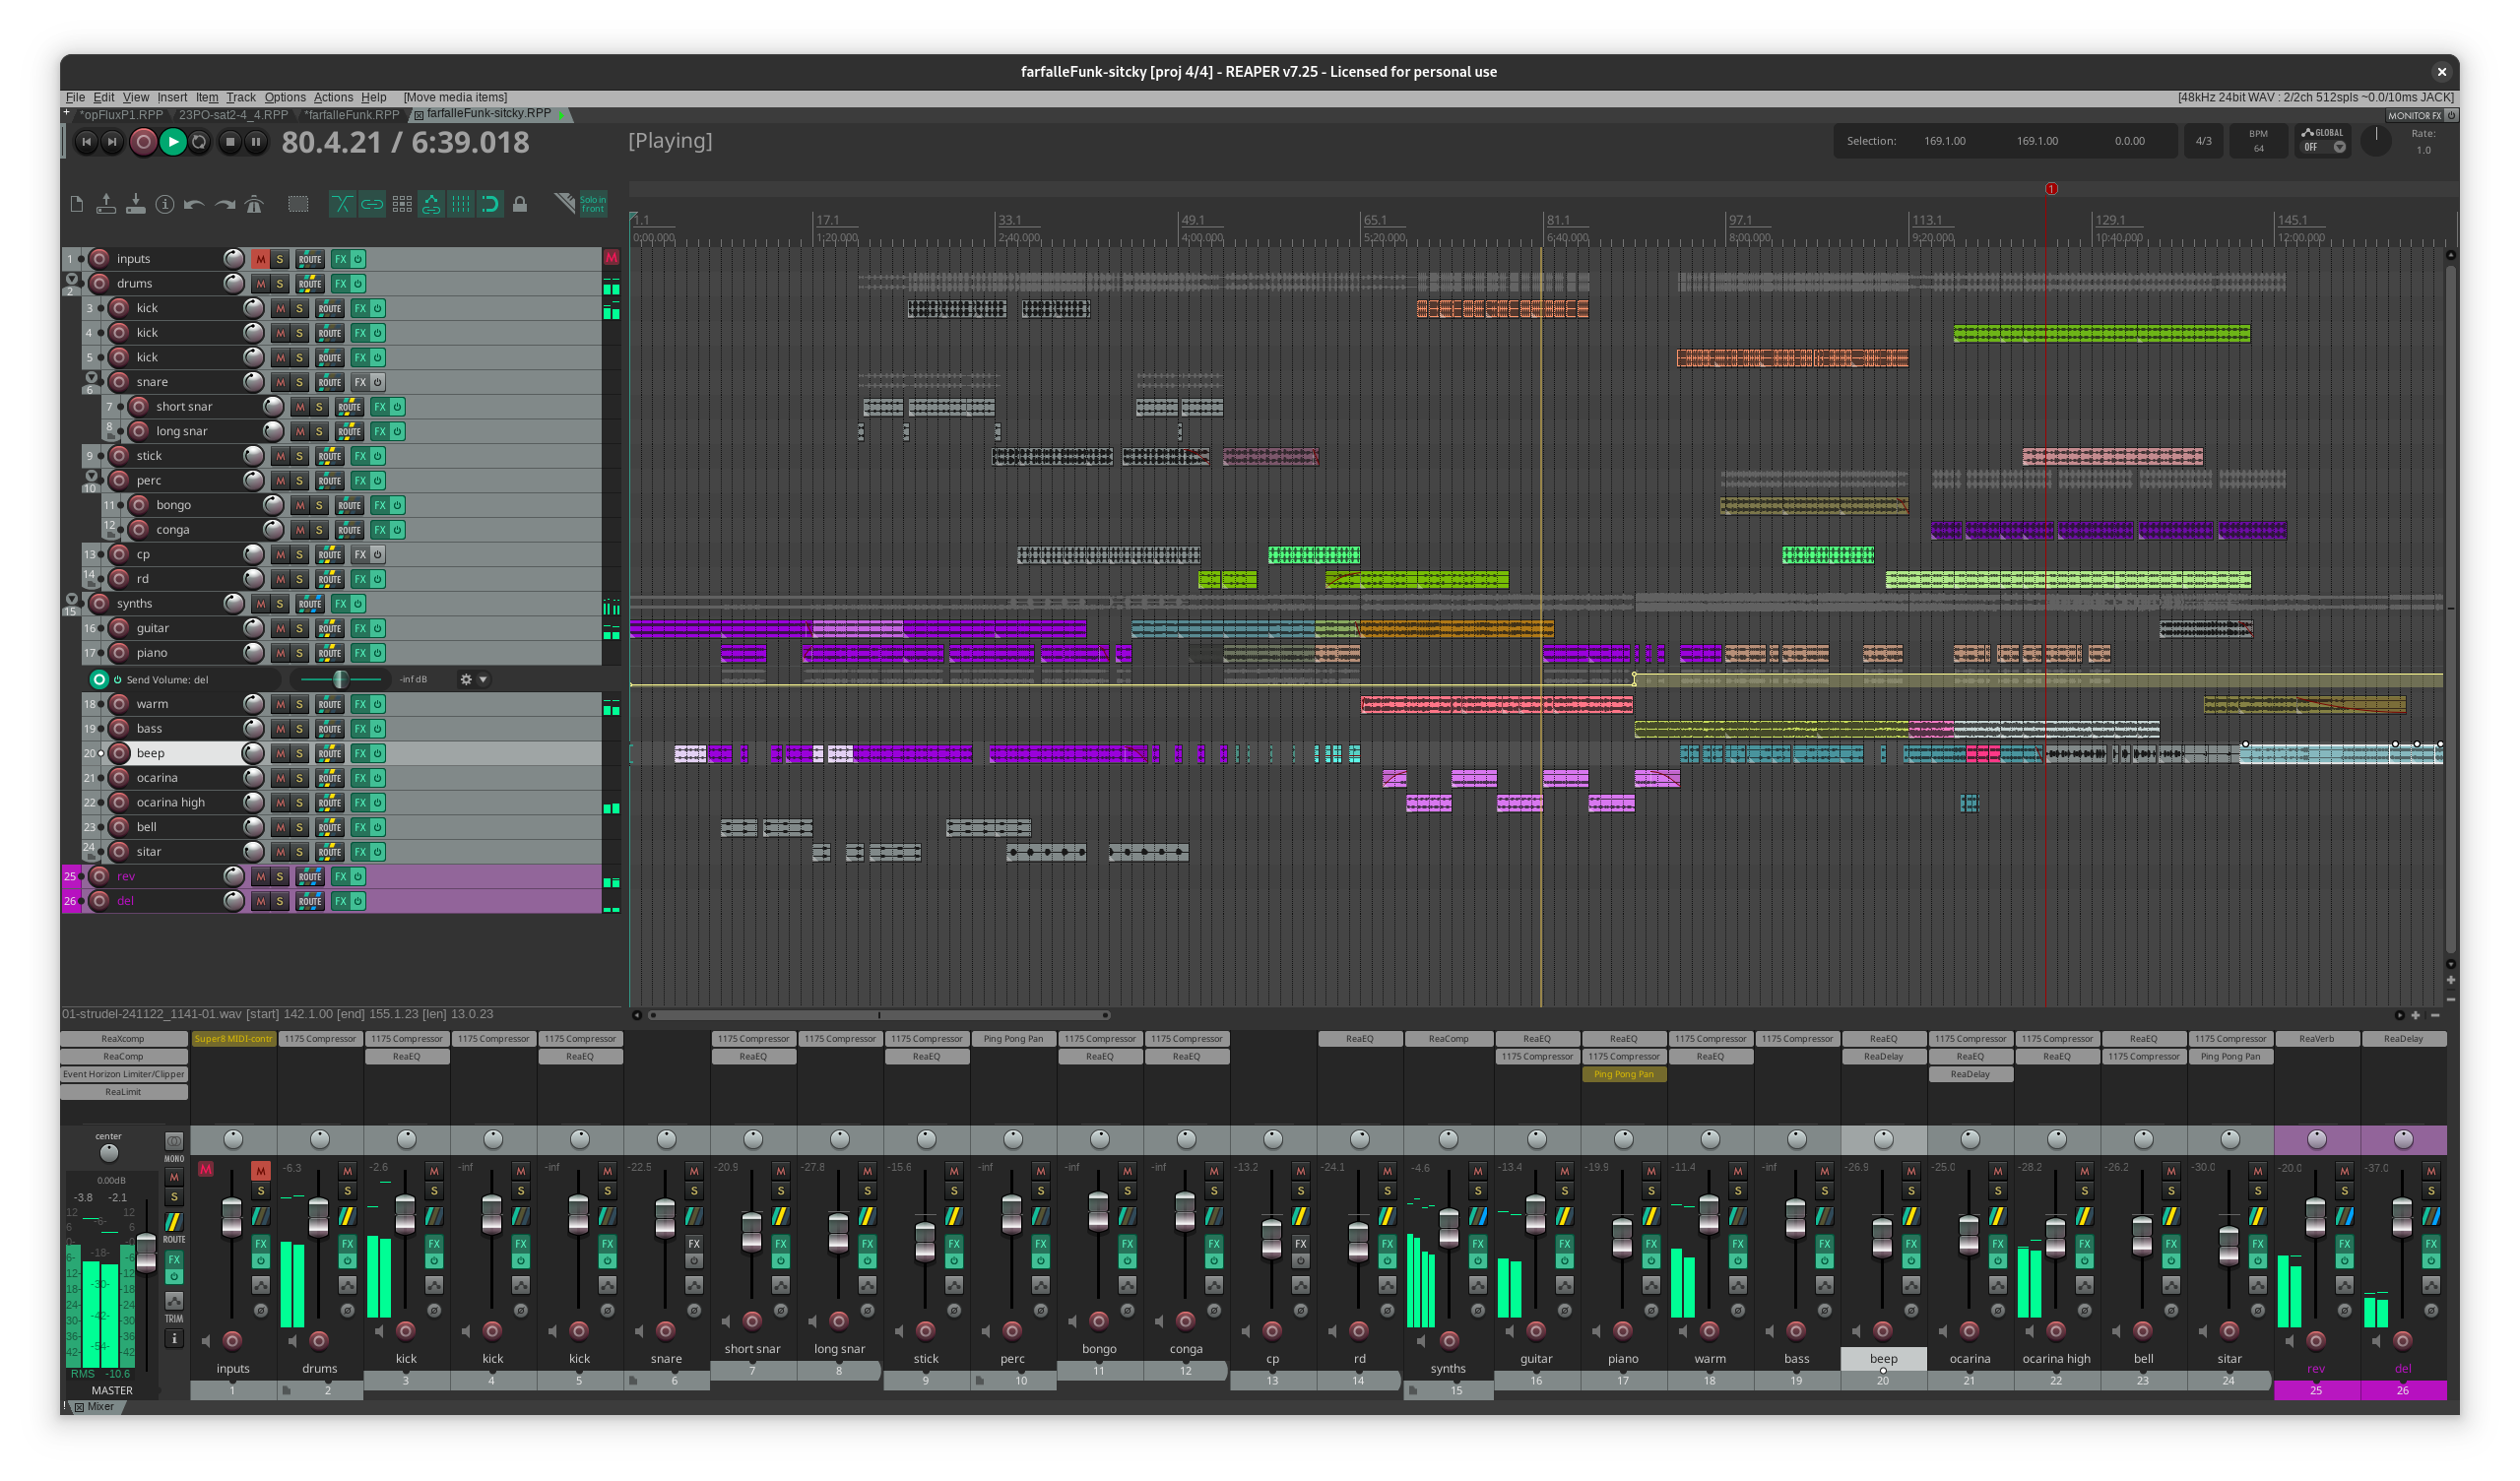 farfalleFunk-sitcky [proj 4/4] - REAPER v7.25 - Licensed for personal use
File Edit View Insert Item Track Options Actions Help [Move media items]
[48kHz 24bit WAV : 2/2ch 512spls ~0.0/10ms JACK]
*opFluxP1.RPP 23PO-sat2-4_4.RPP *farfalleFunk.RPP farfalleFunk-sitcky.RPP
MONITOR FX
80.4.21 / 6:39.018
[Playing]
Selection: 169.1.00 169.1.00 0.0.00
4/3
BPM
64
GLOBAL
OFF
Rate:
1.0
Solo in
front
1
1.1 17.1 33.1 49.1 65.1 81.1 97.1 113.1 129.1 145.1
0:00.000 1:20.000 2:40.000 4:00.000 5:20.000 6:40.000 8:00.000 9:20.000 10:40.000 12:00.000
1 inputs M S ROUTE FX M
2 drums M S ROUTE FX
3 kick M S ROUTE FX
4 kick M S ROUTE FX
5 kick M S ROUTE FX
6 snare M S ROUTE FX
7 short snar M S ROUTE FX
8 long snar M S ROUTE FX
9 stick M S ROUTE FX
10 perc M S ROUTE FX
11 bongo M S ROUTE FX
12 conga M S ROUTE FX
13 cp M S ROUTE FX
14 rd M S ROUTE FX
15 synths M S ROUTE FX
16 guitar M S ROUTE FX
17 piano M S ROUTE FX
Send Volume: del -inf dB
18 warm M S ROUTE FX
19 bass M S ROUTE FX
20 beep M S ROUTE FX
21 ocarina M S ROUTE FX
22 ocarina high M S ROUTE FX
23 bell M S ROUTE FX
24 sitar M S ROUTE FX
25 rev M S ROUTE FX
26 del M S ROUTE FX
01-strudel-241122_1141-01.wav [start] 142.1.00 [end] 155.1.23 [len] 13.0.23
ReaXcomp Super8 MIDI-contr 1175 Compressor 1175 Compressor 1175 Compressor 1175 Compressor 1175 Compressor 1175 Compressor 1175 Compressor Ping Pong Pan 1175 Compressor 1175 Compressor ReaEQ ReaComp ReaEQ ReaEQ 1175 Compressor 1175 Compressor ReaEQ 1175 Compressor 1175 Compressor ReaEQ 1175 Compressor ReaVerb ReaDelay
ReaComp ReaEQ ReaEQ ReaEQ ReaEQ ReaEQ ReaEQ 1175 Compressor 1175 Compressor ReaEQ ReaDelay ReaEQ ReaEQ 1175 Compressor Ping Pong Pan
Event Horizon Limiter/Clipper Ping Pong Pan ReaDelay
ReaLimit
center
MONO
0.00dB
-3.8 -2.1
M
S
ROUTE
FX
TRIM
RMS -10.6
MASTER
-6.3 -2.6 -inf -inf -22.5 -20.9 -27.8 -15.6 -inf -inf -inf -13.2 -24.1 -4.6 -13.4 -19.9 -11.4 -inf -26.9 -25.0 -28.2 -26.2 -30.0 -20.0 -37.0
inputs drums kick kick kick snare short snar long snar stick perc bongo conga cp rd synths guitar piano warm bass beep ocarina ocarina high bell sitar rev del
1 2 3 4 5 6 7 8 9 10 11 12 13 14 15 16 17 18 19 20 21 22 23 24 25 26
! Mixer